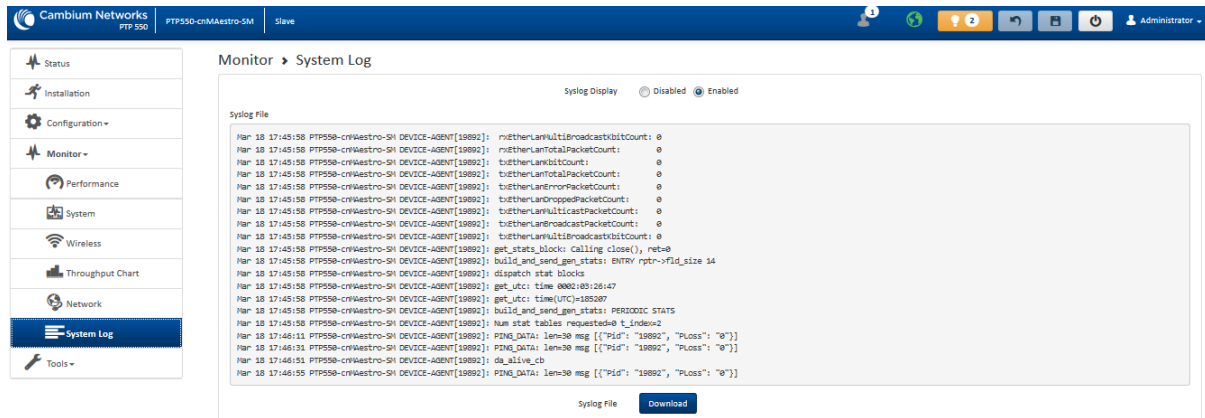 Cambium Networks
PTP 550
PTP550-cnMAestro-SM
Slave
1
2
Administrator
Status
Installation
Configuration
Monitor
Performance
System
Wireless
Throughput Chart
Network
System Log
Tools
Monitor > System Log
Syslog Display Disabled Enabled
Syslog File
Mar 18 17:45:58 PTP550-cnMaestro-SM DEVICE-AGENT[19892]: rxEtherLanMultiBroadcastKbitCount: 0
Mar 18 17:45:58 PTP550-cnMaestro-SM DEVICE-AGENT[19892]: rxEtherLanTotalPacketCount: 0
Mar 18 17:45:58 PTP550-cnMaestro-SM DEVICE-AGENT[19892]: txEtherLanKbitCount: 0
Mar 18 17:45:58 PTP550-cnMaestro-SM DEVICE-AGENT[19892]: txEtherLanTotalPacketCount: 0
Mar 18 17:45:58 PTP550-cnMaestro-SM DEVICE-AGENT[19892]: txEtherLanErrorPacketCount: 0
Mar 18 17:45:58 PTP550-cnMaestro-SM DEVICE-AGENT[19892]: txEtherLanDroppedPacketCount: 0
Mar 18 17:45:58 PTP550-cnMaestro-SM DEVICE-AGENT[19892]: txEtherLanMulticastPacketCount: 0
Mar 18 17:45:58 PTP550-cnMaestro-SM DEVICE-AGENT[19892]: txEtherLanBroadcastPacketCount: 0
Mar 18 17:45:58 PTP550-cnMaestro-SM DEVICE-AGENT[19892]: txEtherLanMultiBroadcastKbitCount: 0
Mar 18 17:45:58 PTP550-cnMaestro-SM DEVICE-AGENT[19892]: get_stats_block: Calling close(), ret=0
Mar 18 17:45:58 PTP550-cnMaestro-SM DEVICE-AGENT[19892]: build_and_send_gen_stats: ENTRY rptr->fld_size 14
Mar 18 17:45:58 PTP550-cnMaestro-SM DEVICE-AGENT[19892]: dispatch stat blocks
Mar 18 17:45:58 PTP550-cnMaestro-SM DEVICE-AGENT[19892]: get_utc: time 0002:03:26:47
Mar 18 17:45:58 PTP550-cnMaestro-SM DEVICE-AGENT[19892]: get_utc: time(UTC)=185207
Mar 18 17:45:58 PTP550-cnMaestro-SM DEVICE-AGENT[19892]: build_and_send_gen_stats: PERIODIC STATS
Mar 18 17:45:58 PTP550-cnMaestro-SM DEVICE-AGENT[19892]: Num stat tables requested=0 t_index=2
Mar 18 17:46:11 PTP550-cnMaestro-SM DEVICE-AGENT[19892]: PING_DATA: len=30 msg [{"Pid": "19892", "PLoss": "0"}]
Mar 18 17:46:31 PTP550-cnMaestro-SM DEVICE-AGENT[19892]: PING_DATA: len=30 msg [{"Pid": "19892", "PLoss": "0"}]
Mar 18 17:46:51 PTP550-cnMaestro-SM DEVICE-AGENT[19892]: da_alive_cb
Mar 18 17:46:55 PTP550-cnMaestro-SM DEVICE-AGENT[19892]: PING_DATA: len=30 msg [{"Pid": "19892", "PLoss": "0"}]
Syslog File Download